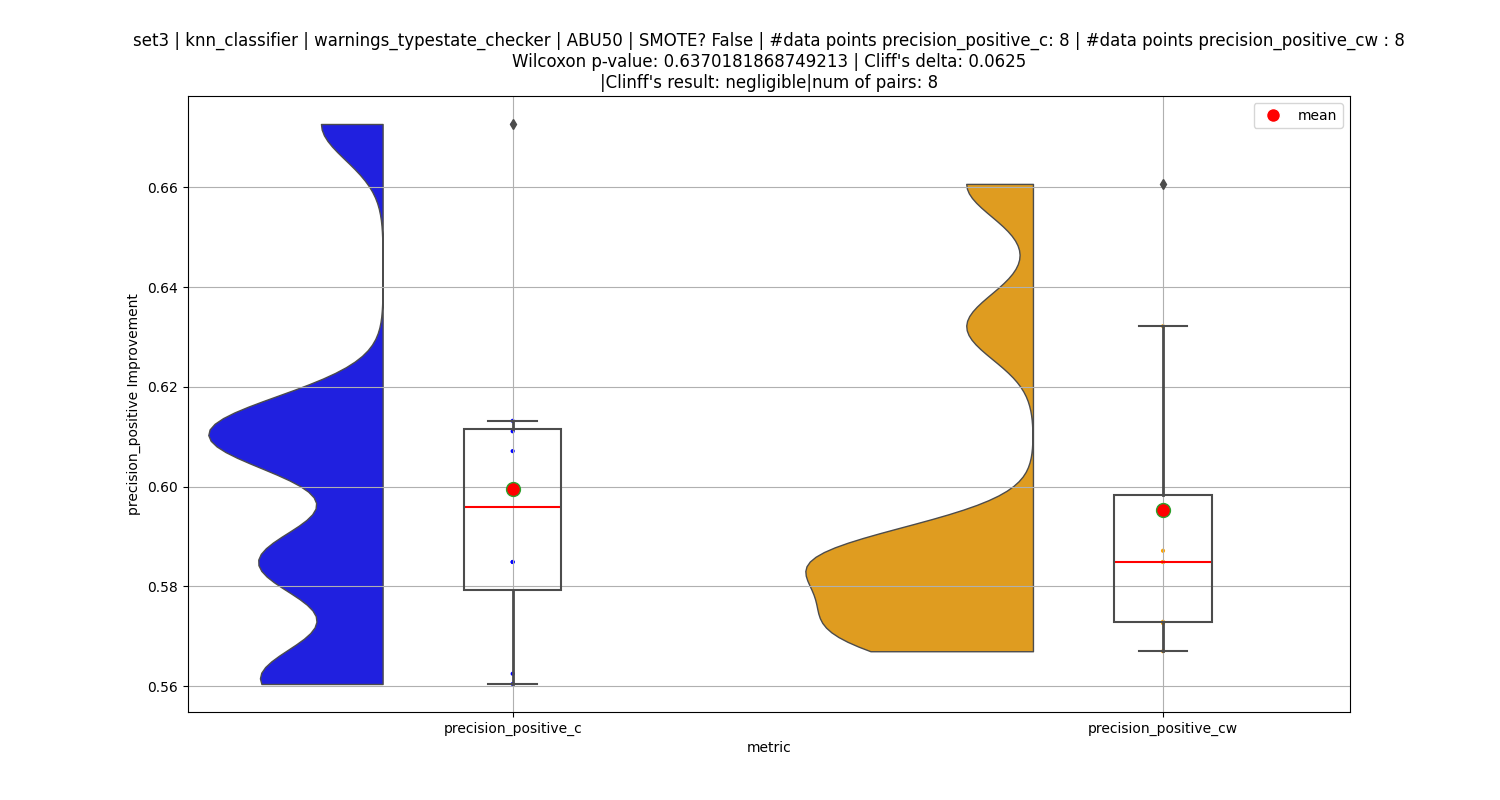 set3 | knn_classifier | warnings_typestate_checker | ABU50 | SMOTE? False | #data points precision_positive_c: 8 | #data points precision_positive_cw : 8
Wilcoxon p-value: 0.6370181868749213 | Cliff's delta: 0.0625
|Clinff's result: negligible|num of pairs: 8
mean
0.66
0.64
0.62
0.60
0.58
0.56
precision_positive Improvement
precision_positive_c
precision_positive_cw
metric